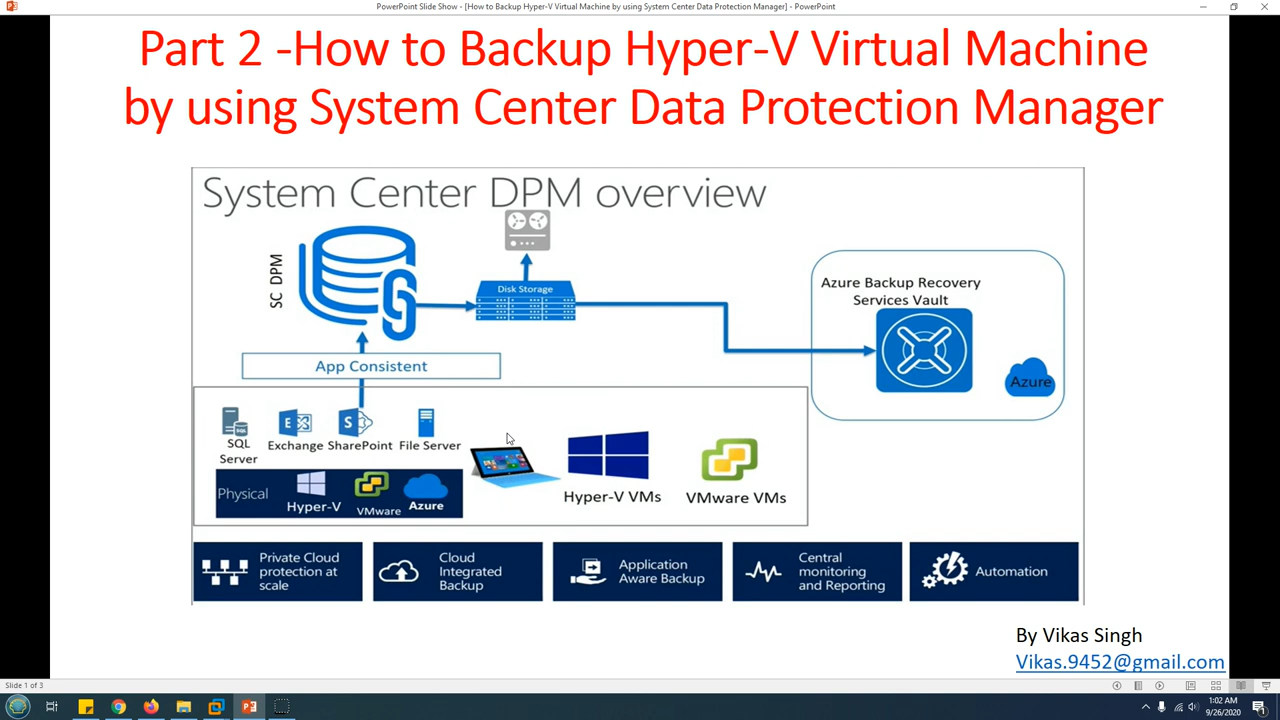 PowerPoint Slide Show - [How to Backup Hyper-V Virtual Machine by using System Center Data Protection Manager] - PowerPoint
Part 2 -How to Backup Hyper-V Virtual Machine
by using System Center Data Protection Manager
System Center DPM overview
SC DPM
Disk Storage
Azure Backup Recovery
Services Vault
Azure
App Consistent
SQL
Server
Exchange
SharePoint
File Server
Physical
Hyper-V
VMware
Azure
Hyper-V VMs
VMware VMs
Private Cloud
protection at
scale
Cloud
Integrated
Backup
Application
Aware Backup
Central
monitoring
and Reporting
Automation
By Vikas Singh
Vikas.9452@gmail.com
Slide 1 of 3
1:02 AM
9/26/2020